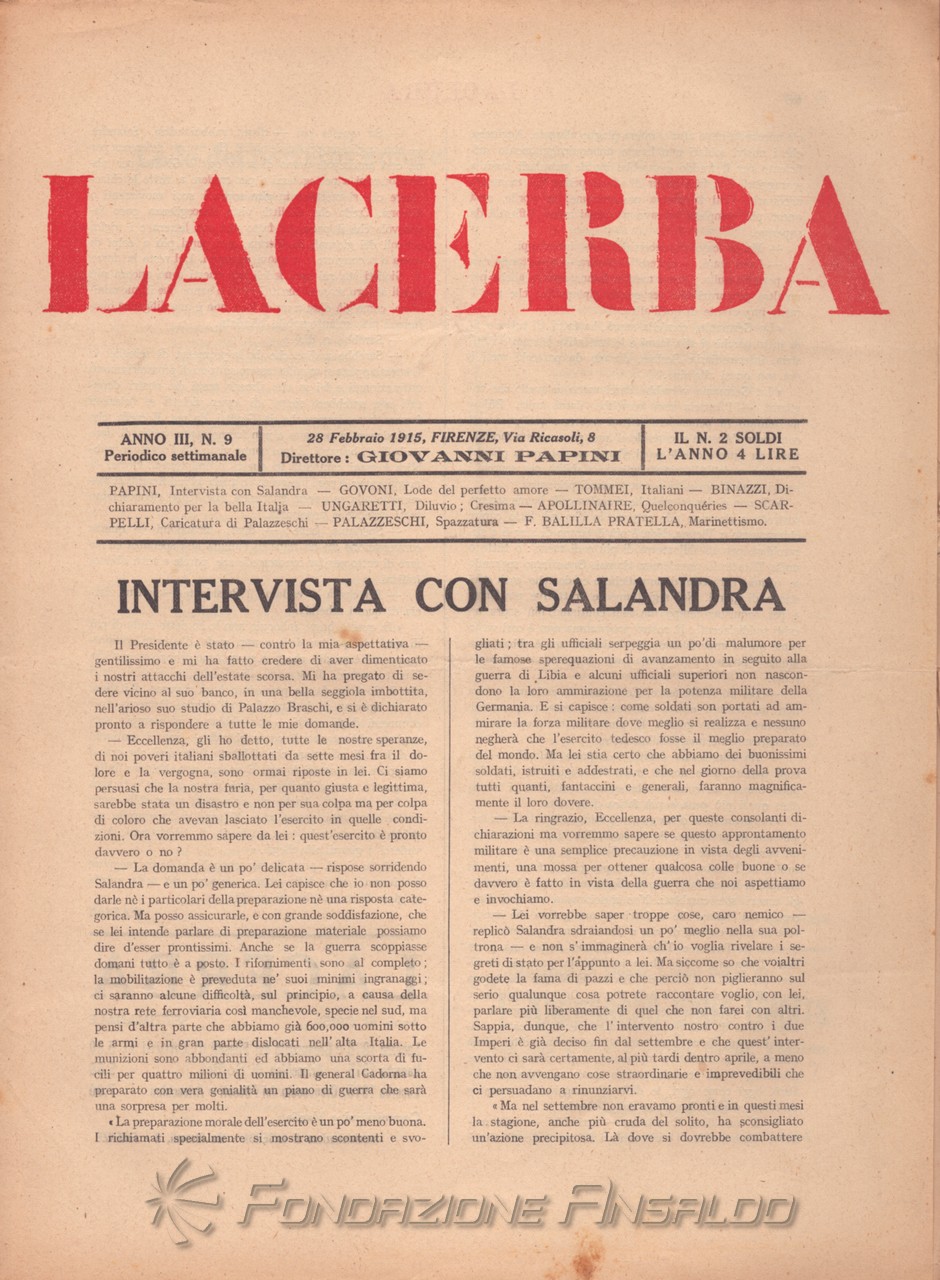 LACERBA
ANNO III, N. 9
Periodico settimanale
28 Febbraio 1915, FIRENZE, Via Ricasoli, 8
Direttore : GIOVANNI PAPINI
IL N. 2 SOLDI
L'ANNO 4 LIRE
PAPINI, Intervista con Salandra — GOVONI, Lode del perfetto amore — TOMMEI, Italiani — BINAZZI, Di-
chiaramento per la bella Italja — UNGARETTI, Diluvio ; Cresima — APOLLINAIRE, Quelconquéries — SCAR-
PELLI, Caricatura di Palazzeschi — PALAZZESCHI, Spazzatura — F. BALILLA PRATELLA, Marinettismo.
INTERVISTA CON SALANDRA
Il Presidente è stato — contro la mia aspettativa —
gentilissimo e mi ha fatto credere di aver dimenticato
i nostri attacchi dell'estate scorsa. Mi ha pregato di se-
dere vicino al suo banco, in una bella seggiola imbottita,
nell'arioso suo studio di Palazzo Braschi, e si è dichiarato
pronto a rispondere a tutte le mie domande.
— Eccellenza, gli ho detto, tutte le nostre speranze,
di noi poveri italiani sballottati da sette mesi fra il do-
lore e la vergogna, sono ormai riposte in lei. Ci siamo
persuasi che la nostra furia, per quanto giusta e legittima,
sarebbe stata un disastro e non per sua colpa ma per colpa
di coloro che avevan lasciato l'esercito in quelle condi-
zioni. Ora vorremmo sapere da lei : quest'esercito è pronto
davvero o no ?
— La domanda è un po' delicata — rispose sorridendo
Salandra — e un po' generica. Lei capisce che io non posso
darle nè i particolari della preparazione nè una risposta cate-
gorica. Ma posso assicurarle, e con grande soddisfazione, che
se lei intende parlare di preparazione materiale possiamo
dire d'esser prontissimi. Anche se la guerra scoppiasse
domani tutto è a posto. I rifornimenti sono al completo ;
la mobilitazione è preveduta ne' suoi minimi ingranaggi ;
ci saranno alcune difficoltà, sul principio, a causa della
nostra rete ferroviaria così manchevole, specie nel sud, ma
pensi d'altra parte che abbiamo già 600,000 uomini sotto
le armi e in gran parte dislocati nell'alta Italia. Le
munizioni sono abbondanti ed abbiamo una scorta di fu-
cili per quattro milioni di uomini. Il general Cadorna ha
preparato con vera genialità un piano di guerra che sarà
una sorpresa per molti.
« La preparazione morale dell'esercito è un po' meno buona.
I richiamati specialmente si mostrano scontenti e svo-
gliati ; tra gli ufficiali serpeggia un po' di malumore per
le famose sperequazioni di avanzamento in seguito alla
guerra di Libia e alcuni ufficiali superiori non nascon-
dono la loro ammirazione per la potenza militare della
Germania. E si capisce : come soldati son portati ad am-
mirare la forza militare dove meglio si realizza e nessuno
negherà che l'esercito tedesco fosse il meglio preparato
del mondo. Ma lei stia certo che abbiamo dei buonissimi
soldati, istruiti e addestrati, e che nel giorno della prova
tutti quanti, fantaccini e generali, faranno magnifica-
mente il loro dovere.
— La ringrazio, Eccellenza, per queste consolanti di-
chiarazioni ma vorremmo sapere se questo approntamento
militare è una semplice precauzione in vista degli avveni-
menti, una mossa per ottener qualcosa colle buone o se
davvero è fatto in vista della guerra che noi aspettiamo
e invochiamo.
— Lei vorrebbe saper troppe cose, caro nemico —
replicò Salandra sdraiandosi un po' meglio nella sua pol-
trona — e non s'immaginerà ch'io voglia rivelare i se-
greti di stato per l'appunto a lei. Ma siccome so che voialtri
godete la fama di pazzi e che perciò non piglieranno sul
serio qualunque cosa potrete raccontare voglio, con lei,
parlare più liberamente di quel che non farei con altri.
Sappia, dunque, che l'intervento nostro contro i due
Imperi è già deciso fin dal settembre e che quest'inter-
vento ci sarà certamente, al più tardi dentro aprile, a meno
che non avvengano cose straordinarie e imprevedibili che
ci persuadano a rinunziarvi.
« Ma nel settembre non eravamo pronti e in questi mesi
la stagione, anche più cruda del solito, ha sconsigliato
un'azione precipitosa. Là dove si dovrebbe combattere
FONDAZIONE ANSALDO